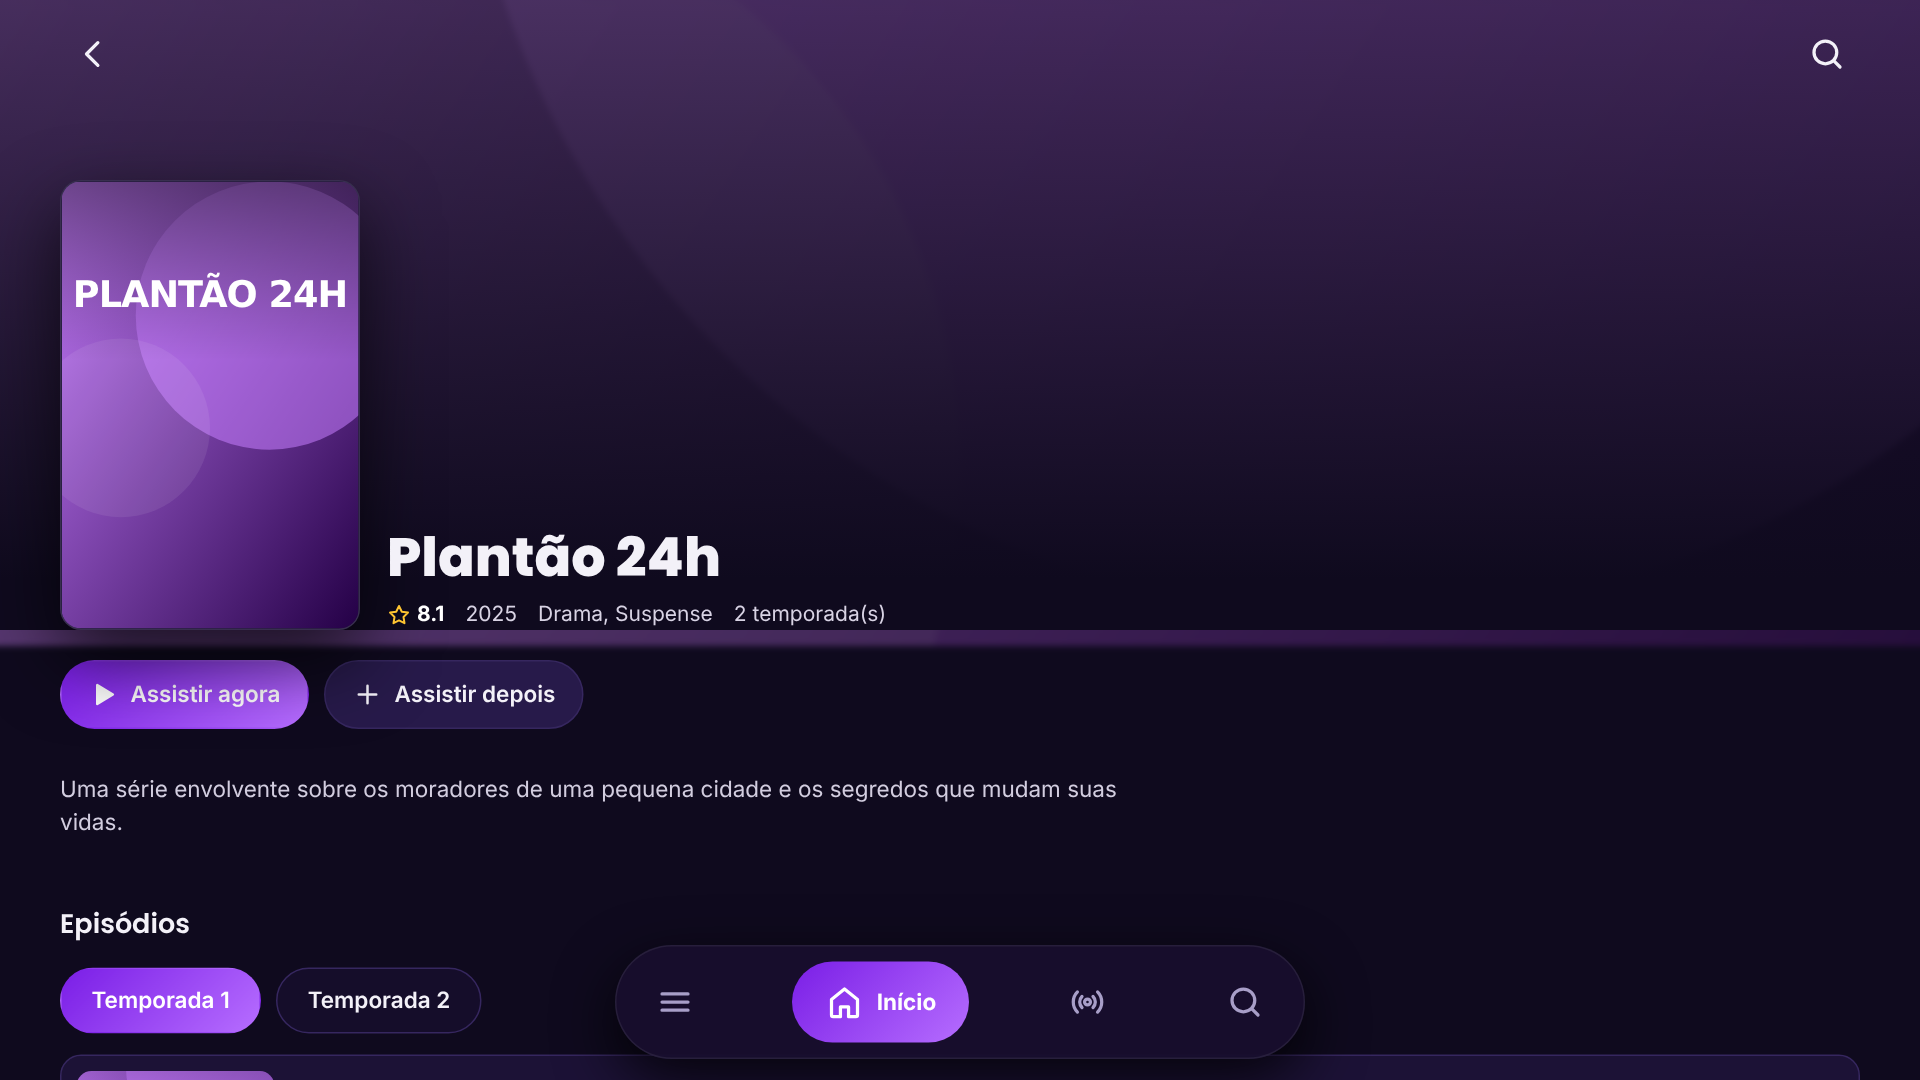 PLANTÃO 24H
Plantão 24h
8.1 2025 Drama, Suspense 2 temporada(s)
Assistir agora Assistir depois
Uma série envolvente sobre os moradores de uma pequena cidade e os segredos que mudam suas
vidas.
Episódios
Temporada 1 Temporada 2
Início